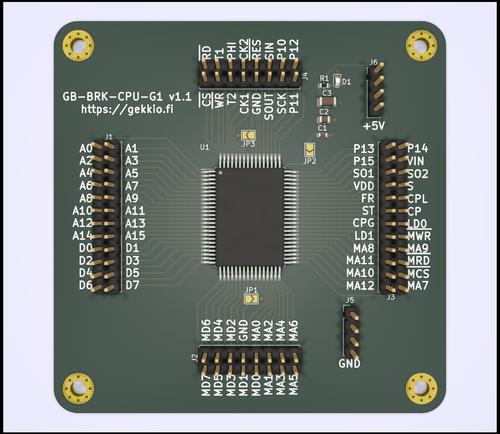 RD T1 PHI CK2 RES SIN P10 P12
J4
CS WR T2 CK1 GND SOUT SCK P11
GB-BRK-CPU-G1 v1.1
https://gekkio.fi
J6
+5V
R1 D1
C3
C2
C1
JP3
JP2
U1
J1
A0 A1
A2 A3
A4 A5
A6 A7
A8 A9
A10 A11
A12 A13
A14 A15
D0 D1
D2 D3
D4 D5
D6 D7
P13 P14
P15 VIN
SO1 SO2
VDD S
FR CPL
ST CP
CPG LD0
LD1 MWR
MA8 MA9
MA11 MRD
MA10 MCS
MA12 MA7
J3
JP1
J5
GND
MD6 MD4 MD2 GND MA0 MA2 MA4 MA6
J2
MD7 MD5 MD3 MD1 MD0 MA1 MA3 MA5